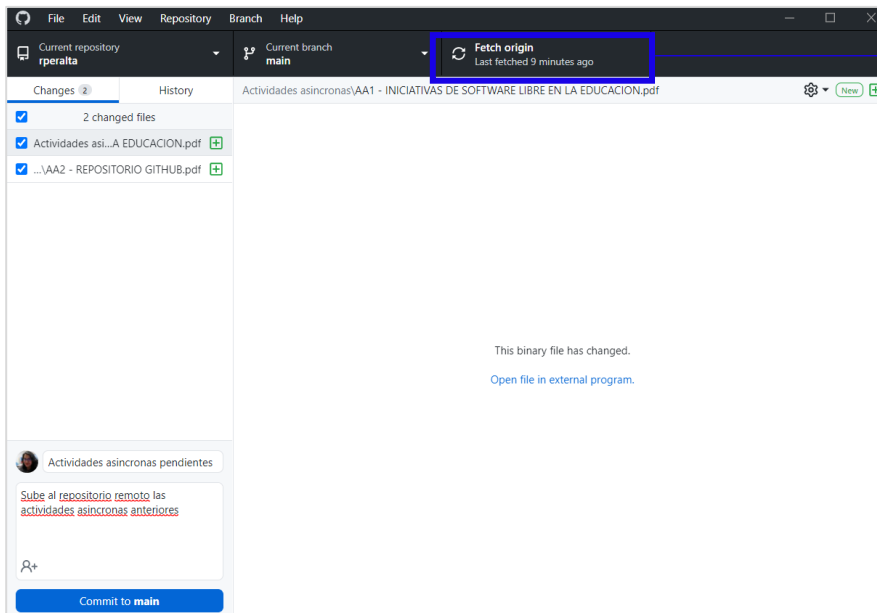 File Edit View Repository Branch Help
Current repository
rperalta
Current branch
main
Fetch origin
Last fetched 9 minutes ago
Changes 2
History
Actividades asincronas\AA1 - INICIATIVAS DE SOFTWARE LIBRE EN LA EDUCACION.pdf
New
2 changed files
Actividades asi...A EDUCACION.pdf
...\AA2 - REPOSITORIO GITHUB.pdf
This binary file has changed.
Open file in external program.
Actividades asincronas pendientes
Sube al repositorio remoto las
actividades asincronas anteriores
Commit to main